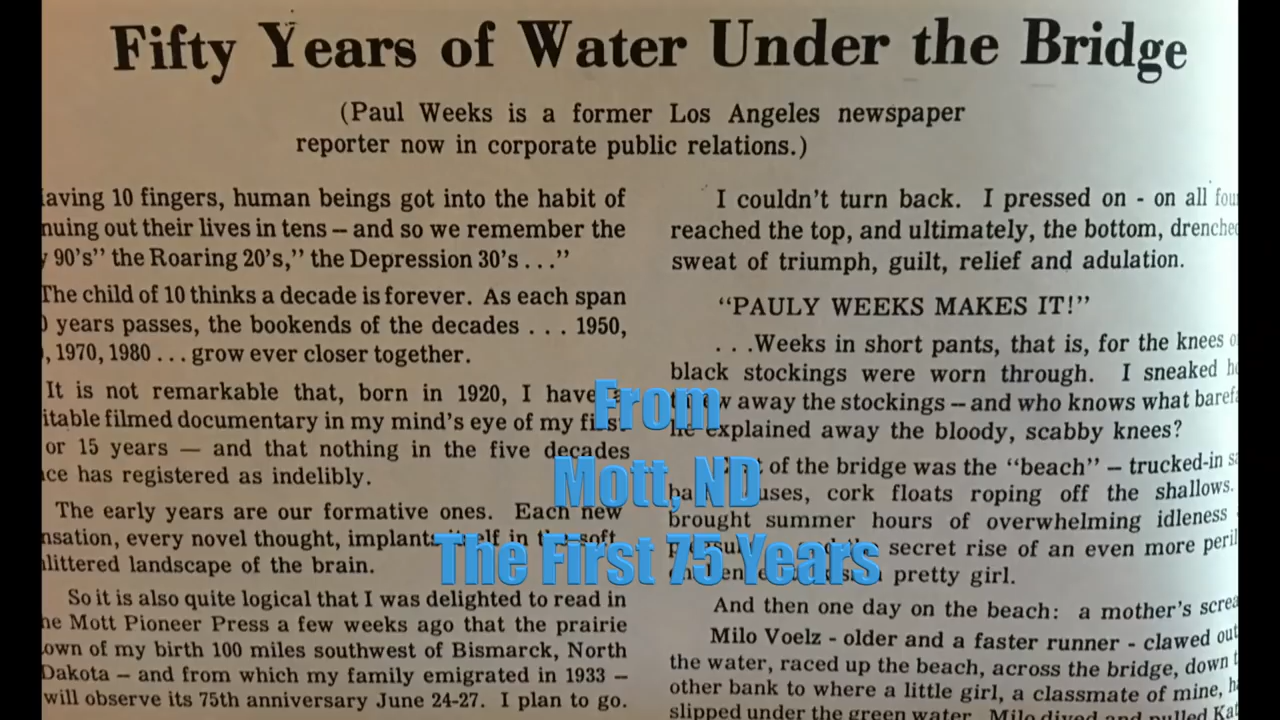 Fifty Years of Water Under the Bridge
(Paul Weeks is a former Los Angeles newspaper
reporter now in corporate public relations.)
aving 10 fingers, human beings got into the habit of
nuing out their lives in tens – and so we remember the
90's" the Roaring 20's," the Depression 30's . . ."
The child of 10 thinks a decade is forever. As each span
years passes, the bookends of the decades . . . 1950,
, 1970, 1980 . . . grow ever closer together.
It is not remarkable that, born in 1920, I have
itable filmed documentary in my mind's eye of my first
or 15 years — and that nothing in the five decades
ce has registered as indelibly.
The early years are our formative ones. Each new
nsation, every novel thought, implants itself in the soft,
littered landscape of the brain.
So it is also quite logical that I was delighted to read in
he Mott Pioneer Press a few weeks ago that the prairie
own of my birth 100 miles southwest of Bismarck, North
Dakota – and from which my family emigrated in 1933 –
will observe its 75th anniversary June 24-27. I plan to go.
I couldn't turn back. I pressed on - on all fou
reached the top, and ultimately, the bottom, drenched
sweat of triumph, guilt, relief and adulation.
"PAULY WEEKS MAKES IT!"
. . .Weeks in short pants, that is, for the knees o
black stockings were worn through. I sneaked h
away the stockings – and who knows what baref
he explained away the bloody, scabby knees?
of the bridge was the "beach" – trucked-in sa
uses, cork floats roping off the shallows.
brought summer hours of overwhelming idleness
secret rise of an even more peril
pretty girl.
And then one day on the beach: a mother's screa
Milo Voelz - older and a faster runner - clawed out
the water, raced up the beach, across the bridge, down t
other bank to where a little girl, a classmate of mine, h
slipped under the green water. Milo dived and pulled Kat
From
Mott, ND
The First 75 Years